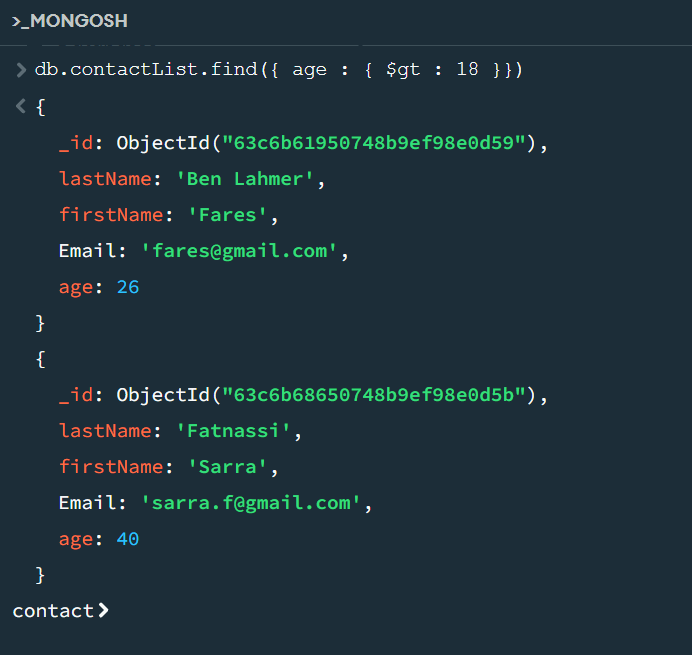 >_MONGOSH
> db.contactList.find({ age : { $gt : 18 }})
< {
_id: ObjectId("63c6b61950748b9ef98e0d59"),
lastName: 'Ben Lahmer',
firstName: 'Fares',
Email: 'fares@gmail.com',
age: 26
}
{
_id: ObjectId("63c6b68650748b9ef98e0d5b"),
lastName: 'Fatnassi',
firstName: 'Sarra',
Email: 'sarra.f@gmail.com',
age: 40
}
contact>